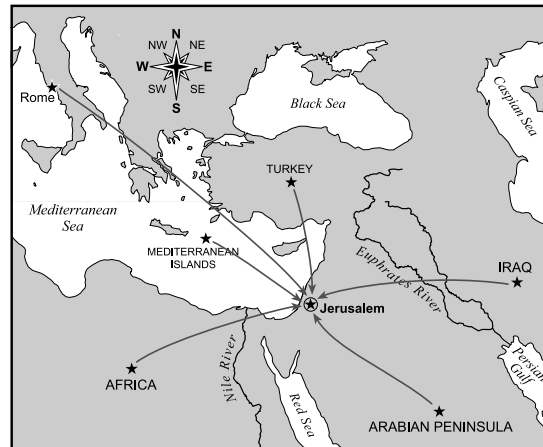 N
NW NE
W E
SW SE
S
Rome
Black Sea
Caspian Sea
TURKEY
Mediterranean
Sea
MEDITERRANEAN
ISLANDS
Euphrates River
IRAQ
Jerusalem
Nile River
AFRICA
Red Sea
Persian
Gulf
ARABIAN PENINSULA